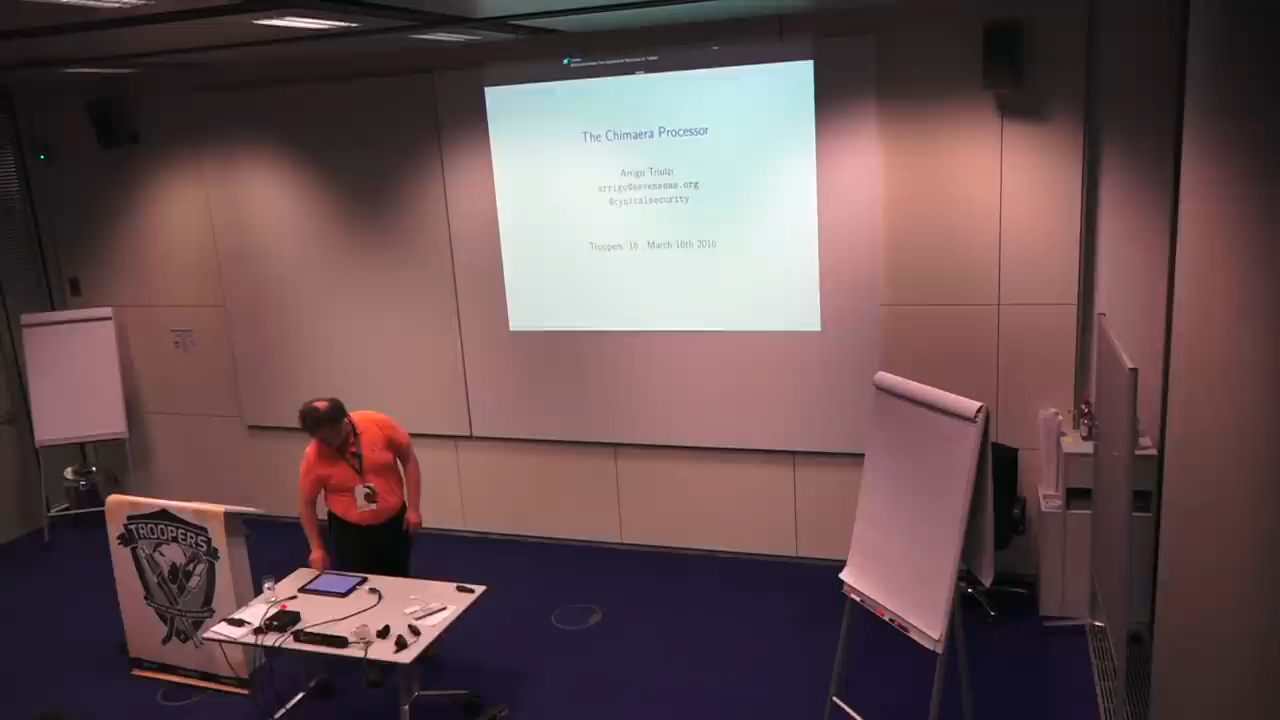 The Chimaera Processor
Arrigo Triulzi
arrigo@sevenseas.org
@cynicalsecurity
Troopers '16 , March 16th 2016
TROOPERS